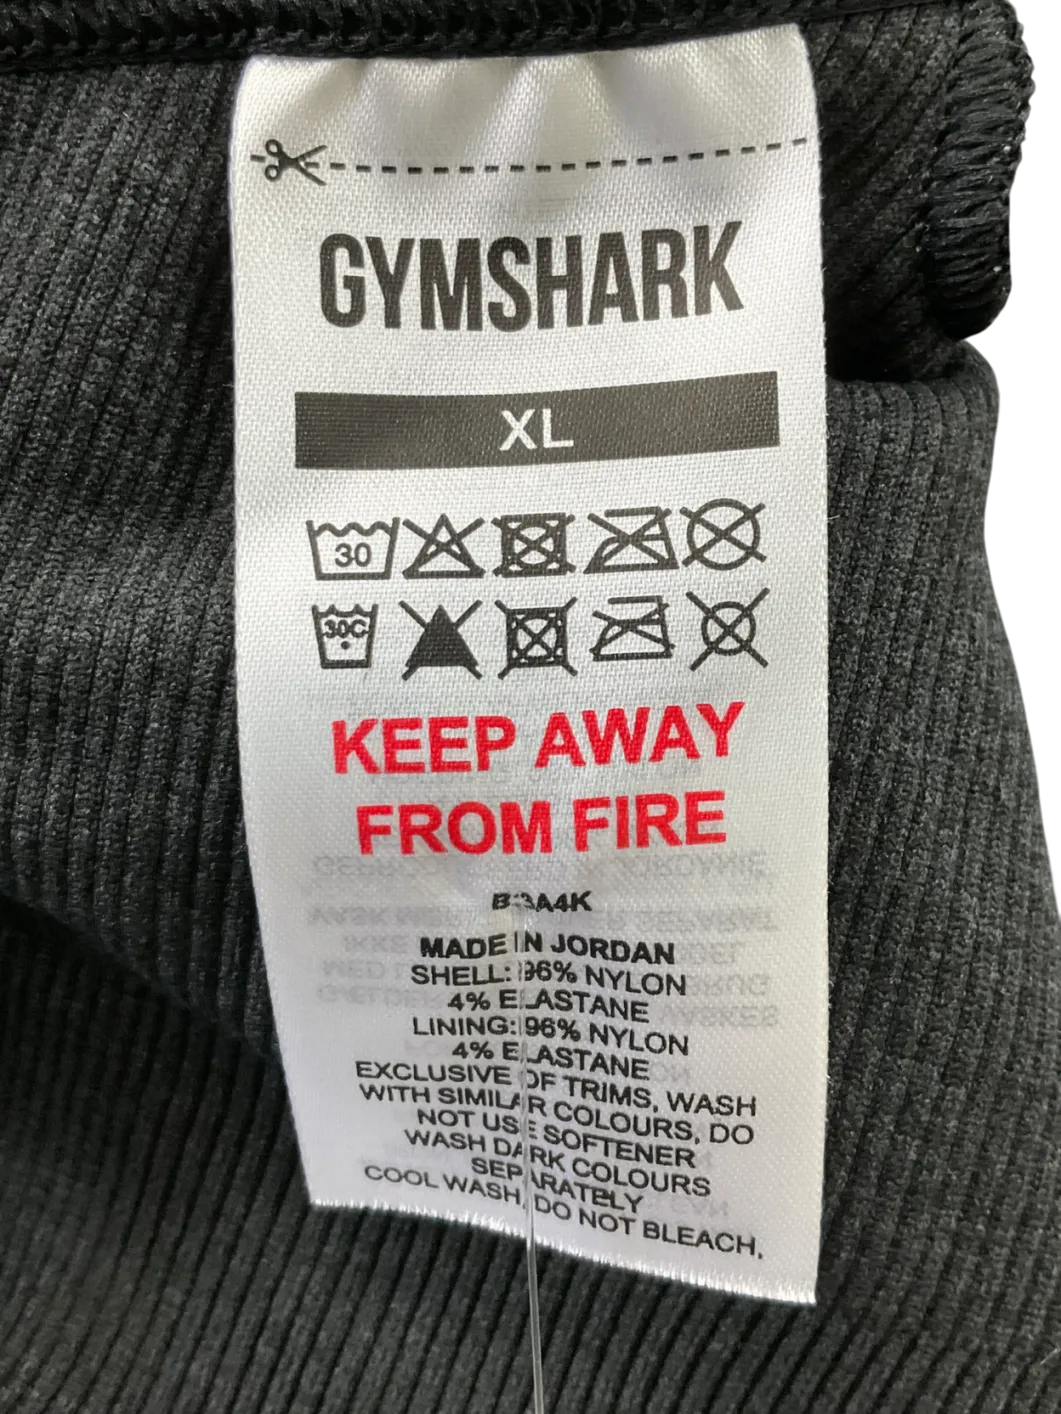 GYMSHARK
XL
30
30C
KEEP AWAY
FROM FIRE
MADE IN JORDAN
SHELL: 96% NYLON
4% ELASTANE
LINING: 96% NYLON
4% ELASTANE
EXCLUSIVE OF TRIMS, WASH
WITH SIMILAR COLOURS, DO
NOT USE SOFTENER
WASH DARK COLOURS
SEPARATELY
COOL WASH, DO NOT BLEACH,